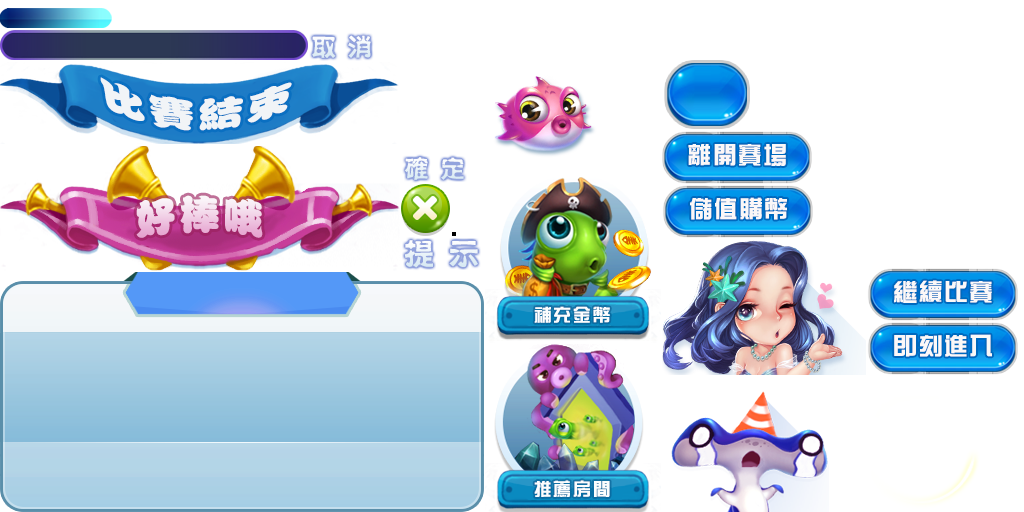 取消
比賽結束
離開賽場
確定
儲值購幣
好棒哦
提示
繼續比賽
補充金幣
即刻進入
推薦房間